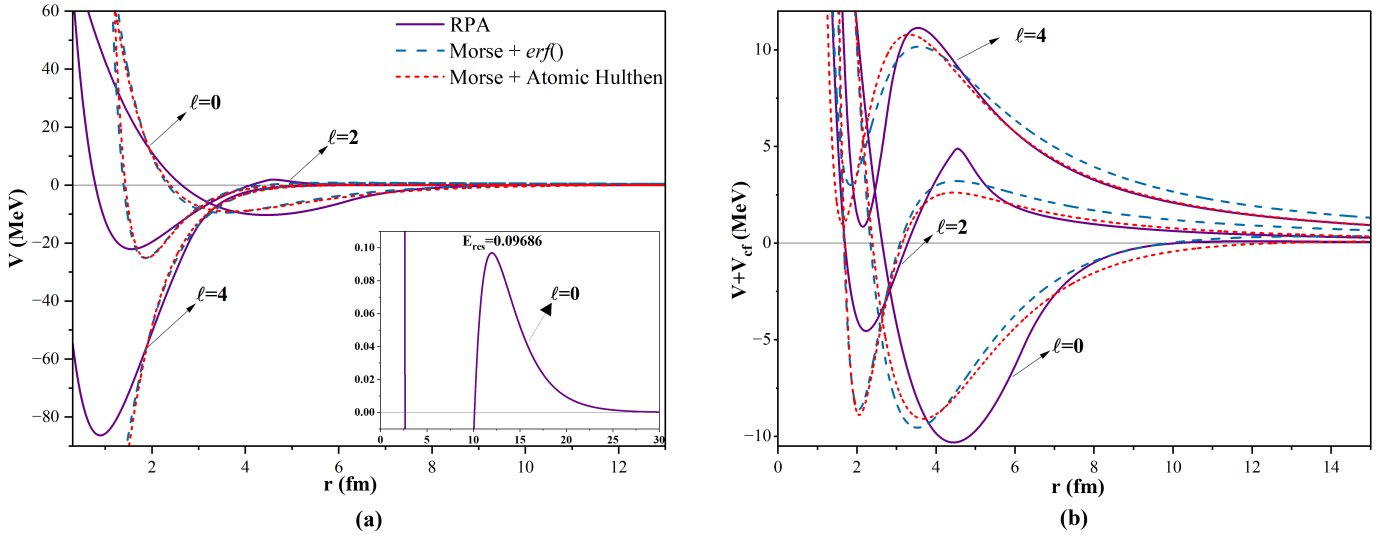 60
40
20
0
−20
−40
−60
−80
V (MeV)
2
4
6
8
10
12
r (fm)
RPA
Morse + erf()
Morse + Atomic Hulthen
ℓ=0
ℓ=2
ℓ=4
E_res=0.09686
0.10
0.08
0.06
0.04
0.02
0.00
ℓ=0
5
10
15
20
25
30
(a)
10
5
0
−5
−10
V+V_cf (MeV)
0
2
4
6
8
10
12
14
r (fm)
ℓ=4
ℓ=2
ℓ=0
(b)